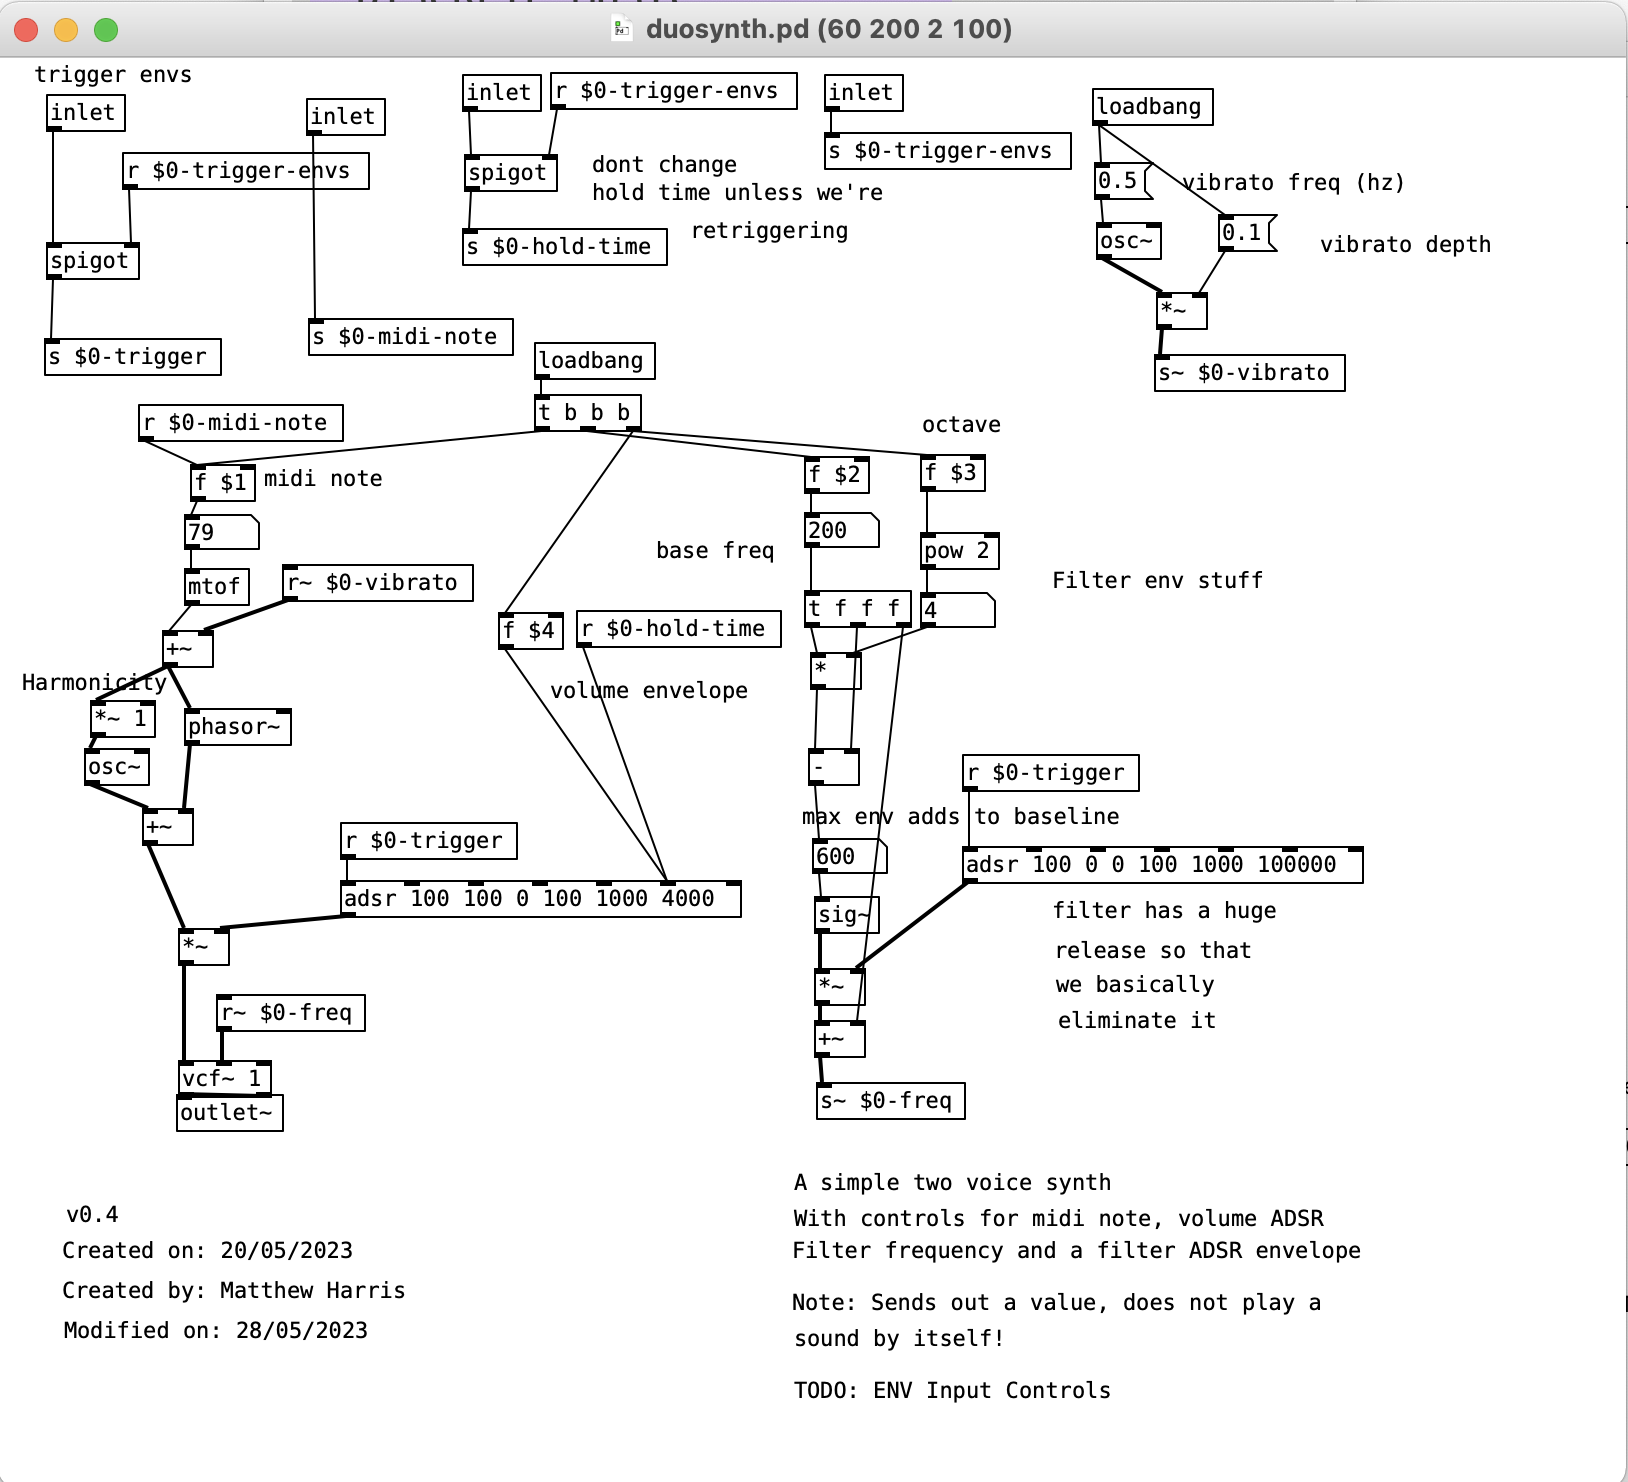 duosynth.pd (60 200 2 100)
trigger envs
inlet
inlet
inlet
r $0-trigger-envs
inlet
loadbang
r $0-trigger-envs
spigot
dont change
hold time unless we're
retriggering
s $0-trigger-envs
0.5
vibrato freq (hz)
spigot
s $0-hold-time
osc~
0.1
vibrato depth
*~
s $0-trigger
s $0-midi-note
loadbang
s~ $0-vibrato
t b b b
r $0-midi-note
octave
f $1
midi note
f $2
f $3
79
200
base freq
pow 2
mtof
r~ $0-vibrato
Filter env stuff
t f f f
4
+~
f $4
r $0-hold-time
*
Harmonicity
volume envelope
*~ 1
phasor~
osc~
-
r $0-trigger
+~
max env adds to baseline
r $0-trigger
600
adsr 100 0 0 100 1000 100000
adsr 100 100 0 100 1000 4000
sig~
filter has a huge
release so that
we basically
eliminate it
*~
*~
r~ $0-freq
+~
vcf~ 1
outlet~
s~ $0-freq
v0.4
Created on: 20/05/2023
Created by: Matthew Harris
Modified on: 28/05/2023
A simple two voice synth
With controls for midi note, volume ADSR
Filter frequency and a filter ADSR envelope
Note: Sends out a value, does not play a
sound by itself!
TODO: ENV Input Controls